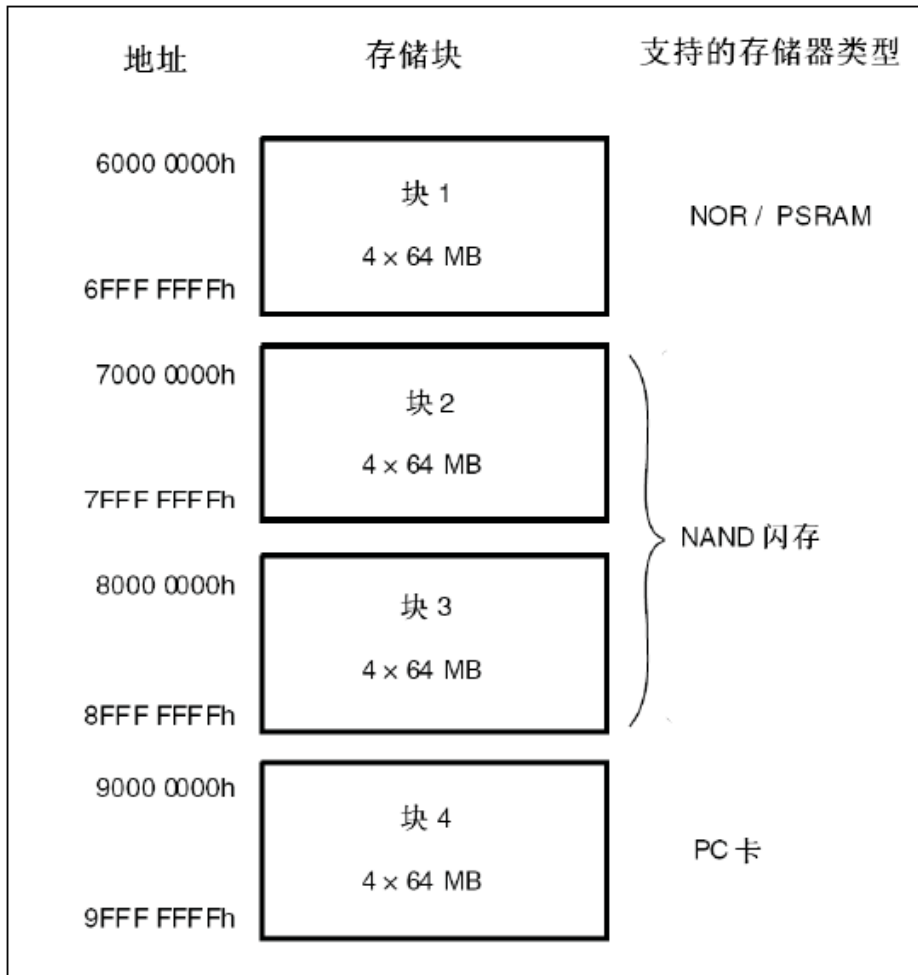 地址 存储块 支持的存储器类型
6000 0000h
块 1
NOR / PSRAM
4 × 64 MB
6FFF FFFFh
7000 0000h
块 2
4 × 64 MB
7FFF FFFFh
NAND 闪存
8000 0000h
块 3
4 × 64 MB
8FFF FFFFh
9000 0000h
块 4
PC 卡
4 × 64 MB
9FFF FFFFh